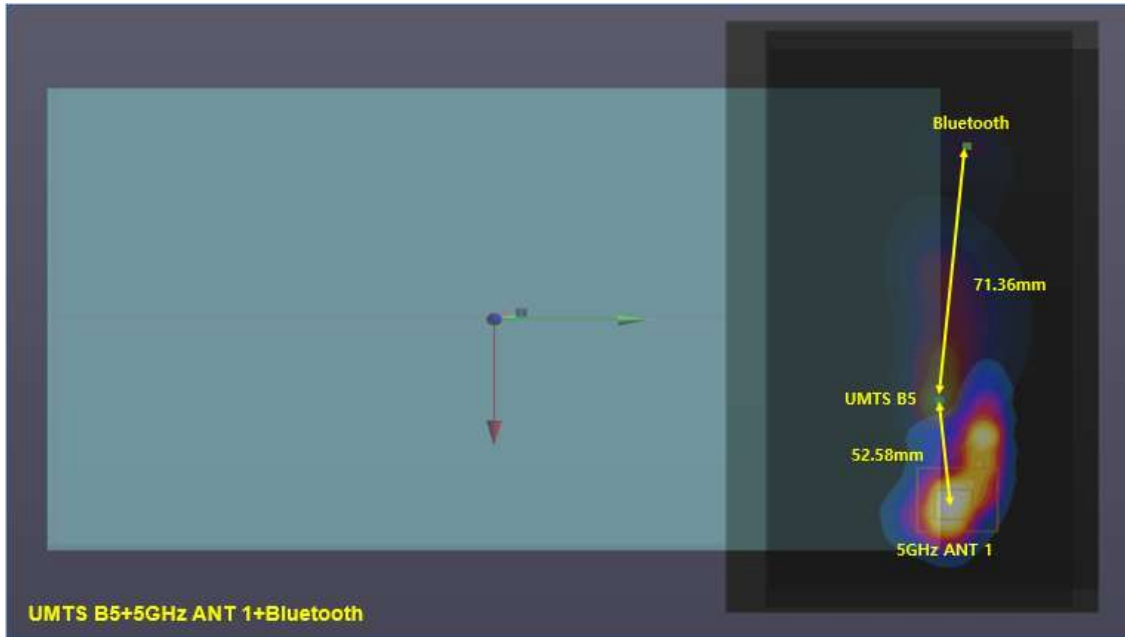 Bluetooth
71.36mm
UMTS B5
52.58mm
5GHz ANT 1
UMTS B5+5GHz ANT 1+Bluetooth